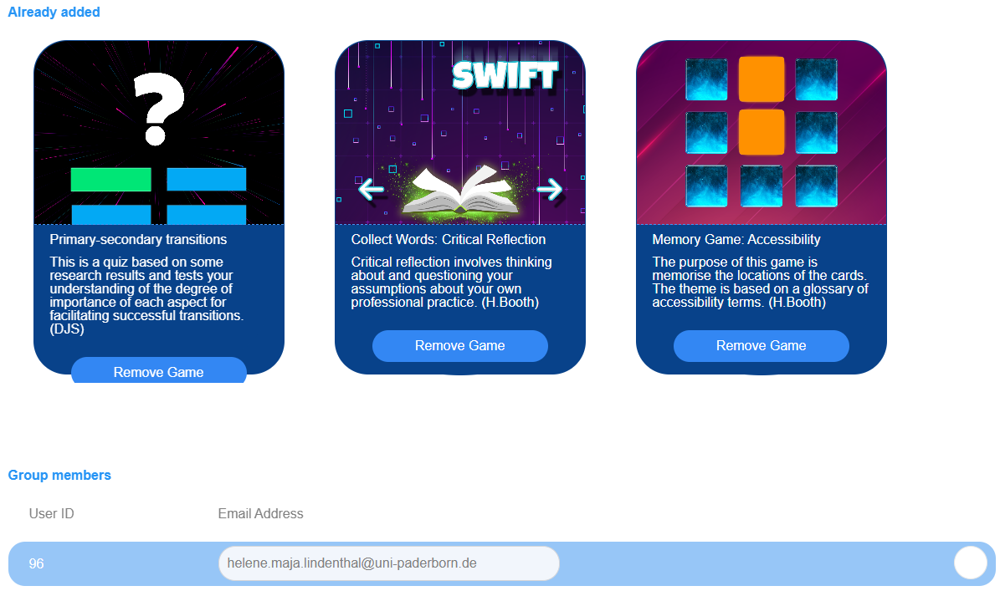 Already added
?
SWIFT
Primary-secondary transitions
This is a quiz based on some
research results and tests your
understanding of the degree of
importance of each aspect for
facilitating successful transitions.
(DJS)
Remove Game
Collect Words: Critical Reflection
Critical reflection involves thinking
about and questioning your
assumptions about your own
professional practice. (H.Booth)
Remove Game
Memory Game: Accessibility
The purpose of this game is
memorise the locations of the cards.
The theme is based on a glossary of
accessibility terms. (H.Booth)
Remove Game
Group members
User ID Email Address
96 helene.maja.lindenthal@uni-paderborn.de